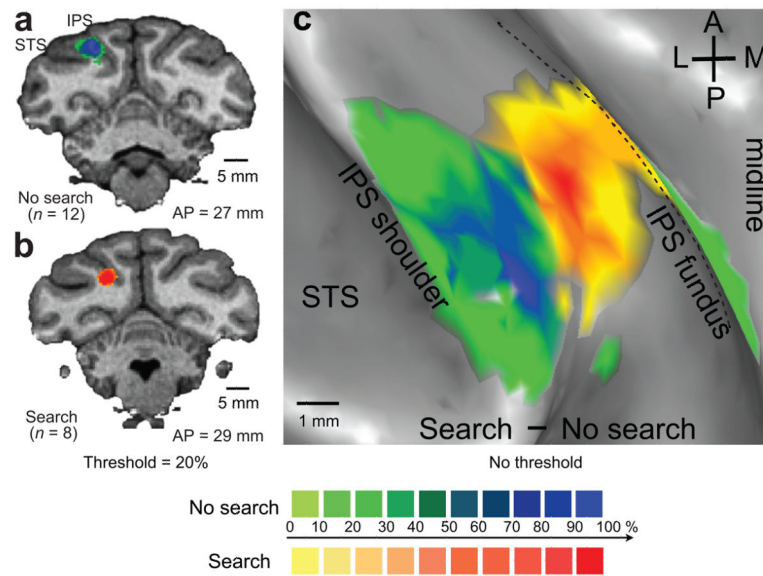 a
IPS
STS
5 mm
No search
(n = 12)
AP = 27 mm
b
5 mm
Search
(n = 8)
AP = 29 mm
Threshold = 20%
c
A
L M
P
midline
IPS shoulder
IPS fundus
STS
1 mm
Search – No search
No threshold
No search
0 10 20 30 40 50 60 70 80 90 100 %
Search